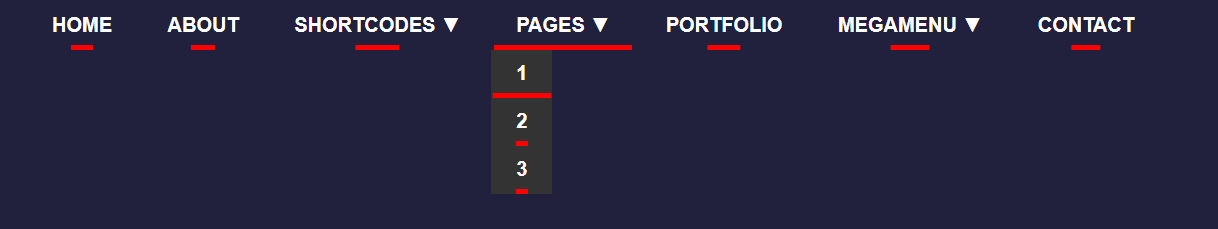 HOME ABOUT SHORTCODES ▼ PAGES ▼ PORTFOLIO MEGAMENU ▼ CONTACT
1
2
3